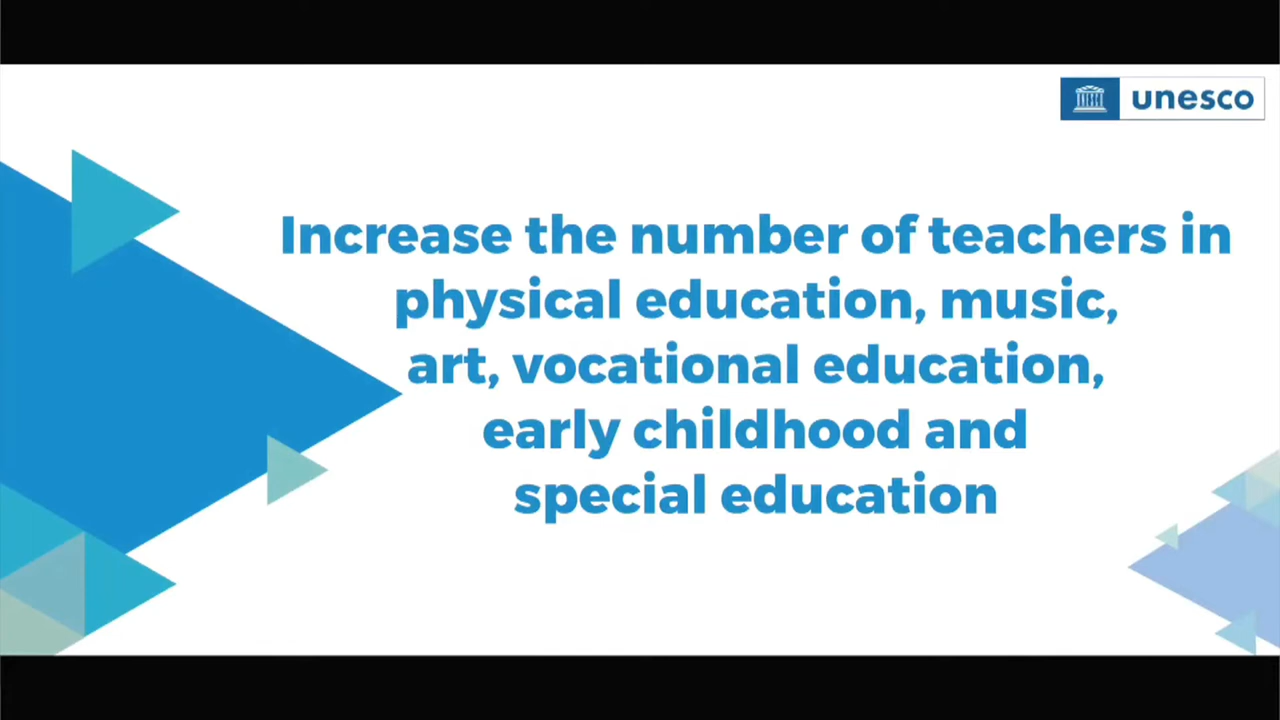 unesco
Increase the number of teachers in
physical education, music,
art, vocational education,
early childhood and
special education